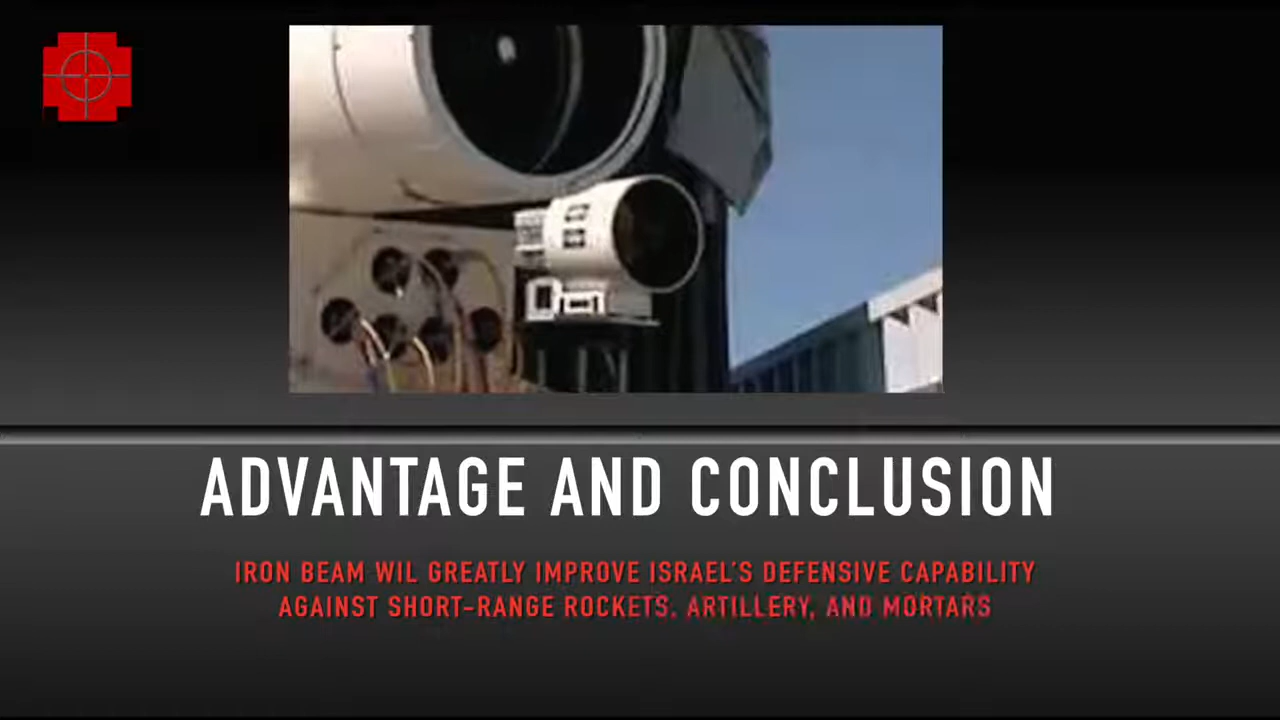 ADVANTAGE AND CONCLUSION
IRON BEAM WIL GREATLY IMPROVE ISRAEL'S DEFENSIVE CAPABILITY
AGAINST SHORT-RANGE ROCKETS, ARTILLERY, AND MORTARS